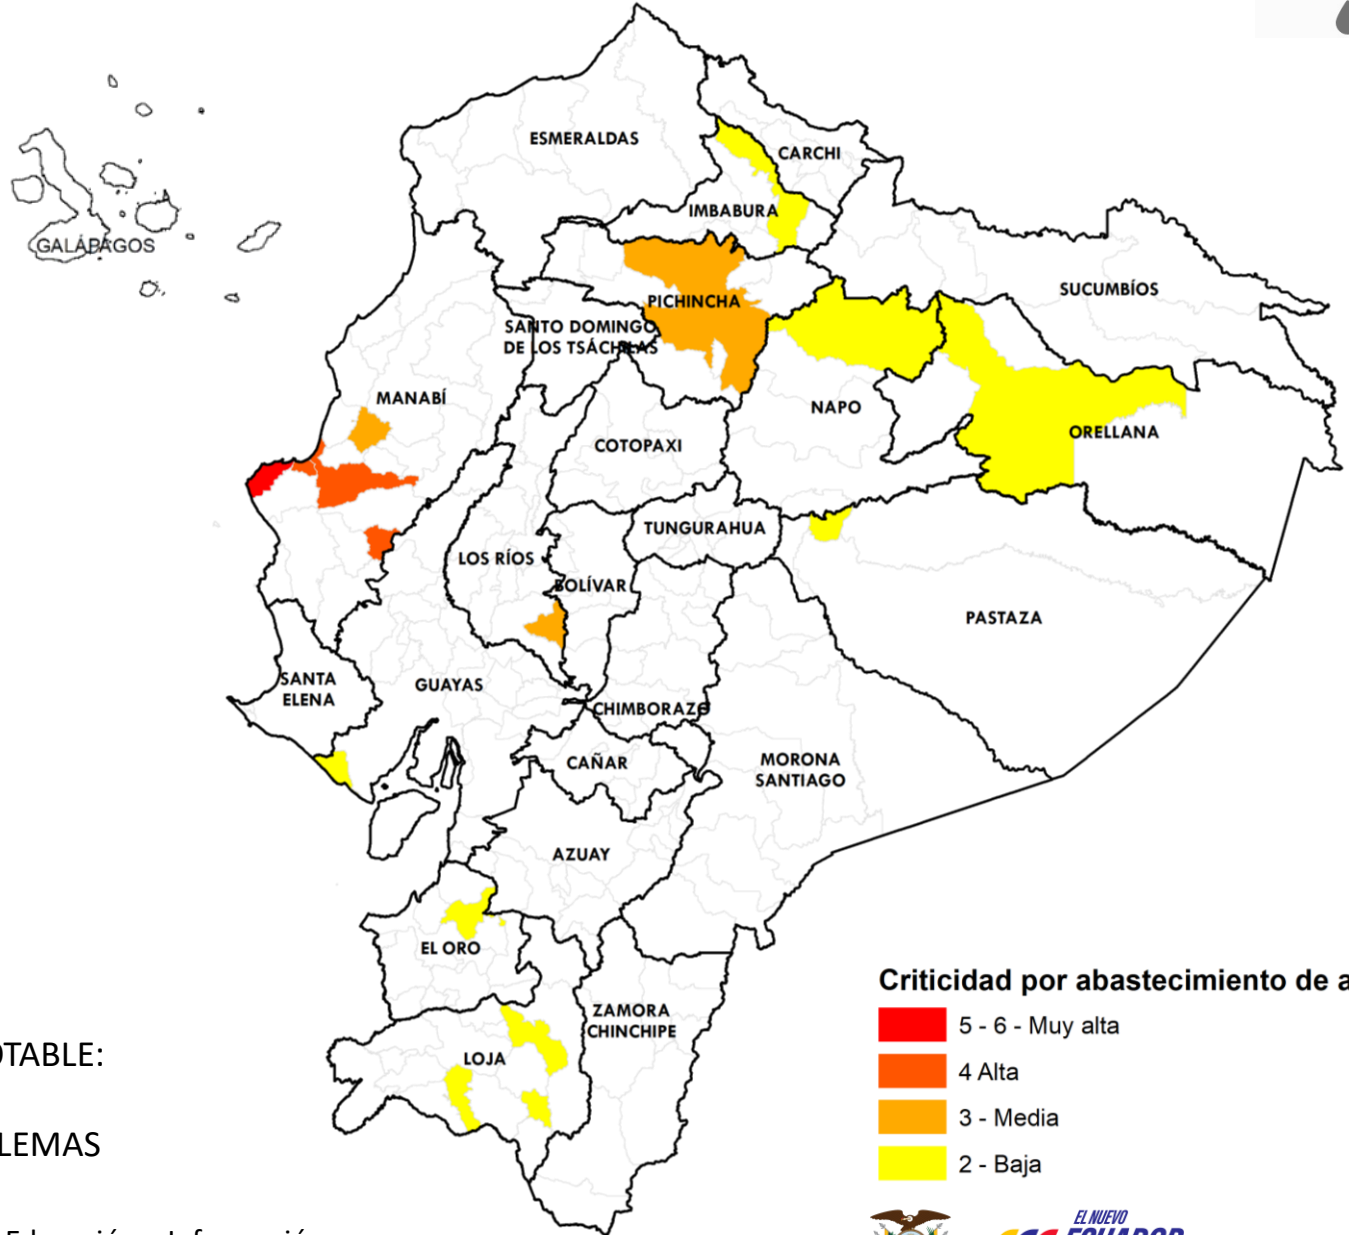 ESMERALDAS
CARCHI
IMBABURA
GALÁPAGOS
SUCUMBÍOS
PICHINCHA
SANTO DOMINGO
DE LOS TSÁCHILAS
MANABÍ
NAPO
ORELLANA
COTOPAXI
TUNGURAHUA
LOS RÍOS
BOLÍVAR
PASTAZA
SANTA
ELENA
GUAYAS
CHIMBORAZO
CAÑAR
MORONA
SANTIAGO
AZUAY
EL ORO
ZAMORA
CHINCHIPE
LOJA
Criticidad por abastecimiento de a
5 - 6 - Muy alta
4 Alta
3 - Media
2 - Baja
OTABLE:
LEMAS
EL NUEVO